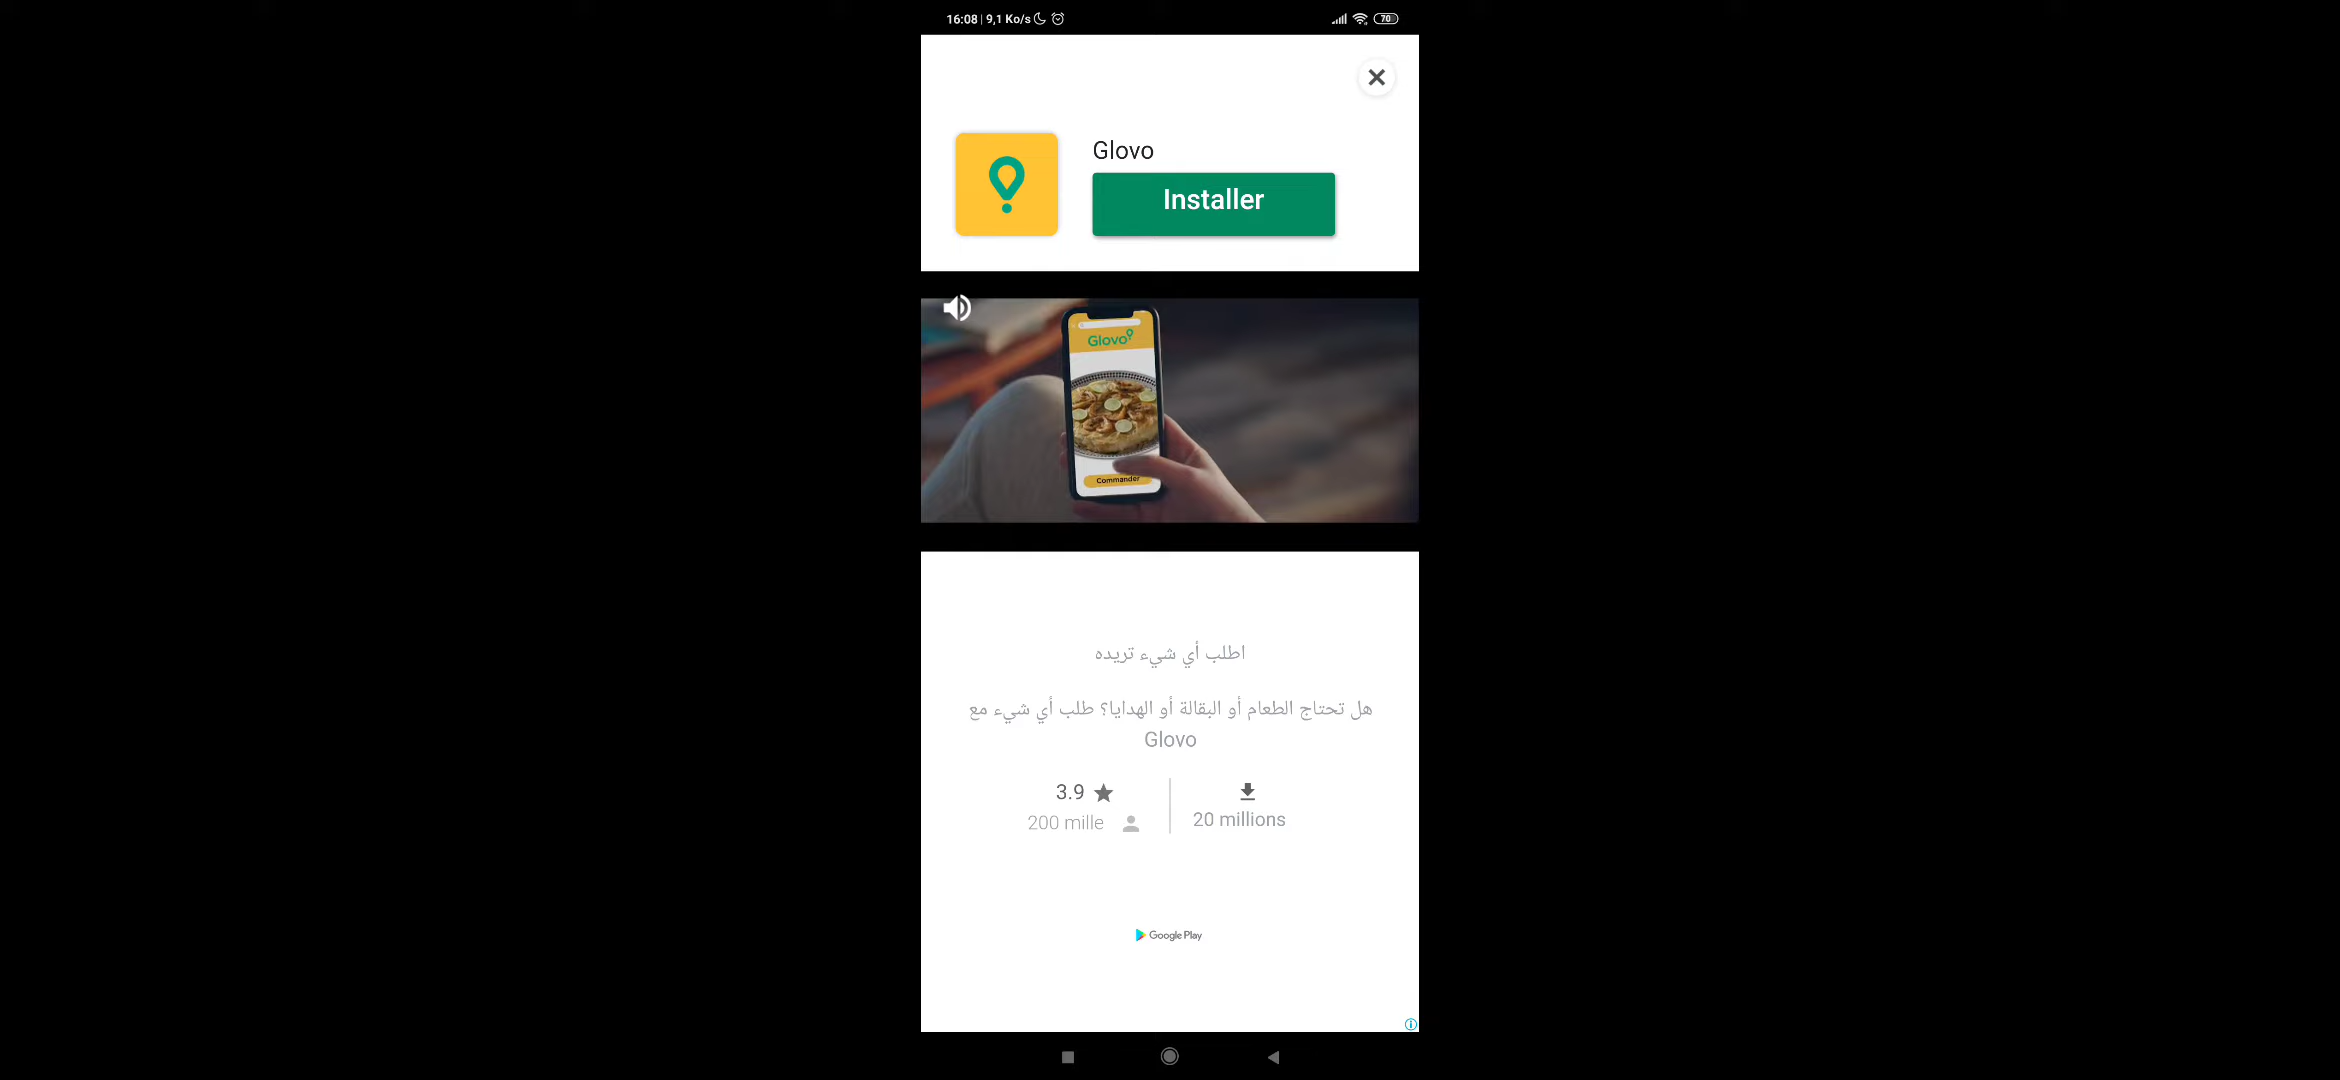 16:08 | 9,1 Ko/s
70
Glovo
Installer
Glovo
Commander
اطلب أي شيء تريده
هل تحتاج الطعام أو البقالة أو الهدايا؟ طلب أي شيء مع
Glovo
3.9
200 mille
20 millions
Google Play